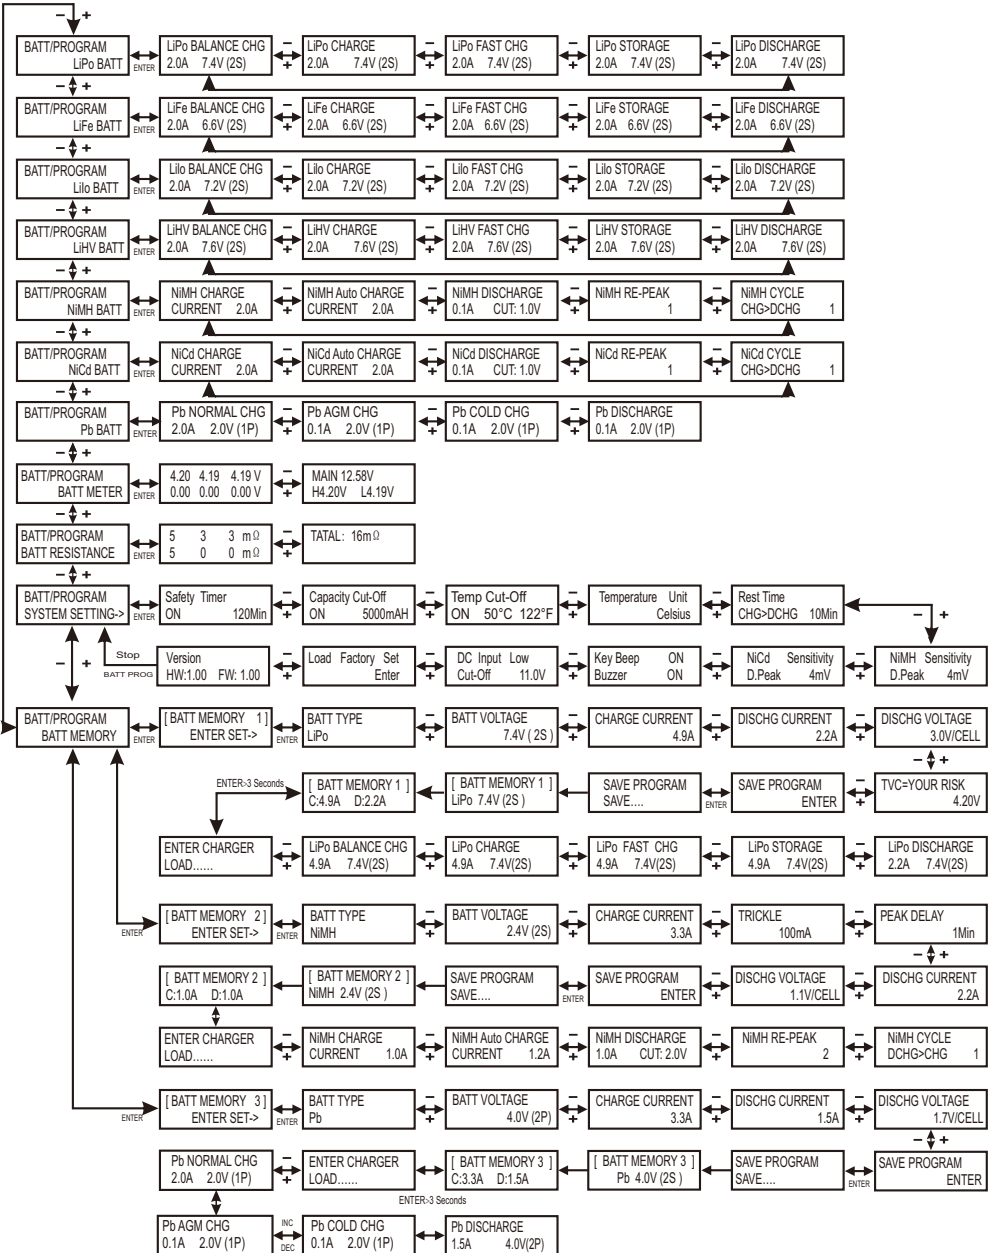 − +
BATT/PROGRAM
LiPo BATT
ENTER
LiPo BALANCE CHG
2.0A 7.4V (2S)
− +
LiPo CHARGE
2.0A 7.4V (2S)
− +
LiPo FAST CHG
2.0A 7.4V (2S)
− +
LiPo STORAGE
2.0A 7.4V (2S)
− +
LiPo DISCHARGE
2.0A 7.4V (2S)
− +
BATT/PROGRAM
LiFe BATT
ENTER
LiFe BALANCE CHG
2.0A 6.6V (2S)
− +
LiFe CHARGE
2.0A 6.6V (2S)
− +
LiFe FAST CHG
2.0A 6.6V (2S)
− +
LiFe STORAGE
2.0A 6.6V (2S)
− +
LiFe DISCHARGE
2.0A 6.6V (2S)
− +
BATT/PROGRAM
LiIo BATT
ENTER
LiIo BALANCE CHG
2.0A 7.2V (2S)
− +
LiIo CHARGE
2.0A 7.2V (2S)
− +
LiIo FAST CHG
2.0A 7.2V (2S)
− +
LiIo STORAGE
2.0A 7.2V (2S)
− +
LiIo DISCHARGE
2.0A 7.2V (2S)
− +
BATT/PROGRAM
LiHV BATT
ENTER
LiHV BALANCE CHG
2.0A 7.6V (2S)
− +
LiHV CHARGE
2.0A 7.6V (2S)
− +
LiHV FAST CHG
2.0A 7.6V (2S)
− +
LiHV STORAGE
2.0A 7.6V (2S)
− +
LiHV DISCHARGE
2.0A 7.6V (2S)
− +
BATT/PROGRAM
NiMH BATT
ENTER
NiMH CHARGE
CURRENT 2.0A
− +
NiMH Auto CHARGE
CURRENT 2.0A
− +
NiMH DISCHARGE
0.1A CUT: 1.0V
− +
NiMH RE-PEAK
1
− +
NiMH CYCLE
CHG>DCHG 1
− +
BATT/PROGRAM
NiCd BATT
ENTER
NiCd CHARGE
CURRENT 2.0A
− +
NiCd Auto CHARGE
CURRENT 2.0A
− +
NiCd DISCHARGE
0.1A CUT: 1.0V
− +
NiCd RE-PEAK
1
− +
NiCd CYCLE
CHG>DCHG 1
− +
BATT/PROGRAM
Pb BATT
ENTER
Pb NORMAL CHG
2.0A 2.0V (1P)
− +
Pb AGM CHG
0.1A 2.0V (1P)
− +
Pb COLD CHG
0.1A 2.0V (1P)
− +
Pb DISCHARGE
0.1A 2.0V (1P)
− +
BATT/PROGRAM
BATT METER
ENTER
4.20 4.19 4.19 V
0.00 0.00 0.00 V
− +
MAIN 12.58V
H4.20V L4.19V
− +
BATT/PROGRAM
BATT RESISTANCE
ENTER
5 3 3 mΩ
5 0 0 mΩ
− +
TATAL: 16mΩ
− +
BATT/PROGRAM
SYSTEM SETTING->
ENTER
Safety Timer
ON 120Min
− +
Capacity Cut-Off
ON 5000mAH
− +
Temp Cut-Off
ON 50°C 122°F
− +
Temperature Unit
Celsius
− +
Rest Time
CHG>DCHG 10Min
− +
− +
Stop
BATT PROG
Version
HW:1.00 FW: 1.00
− +
Load Factory Set
Enter
− +
DC Input Low
Cut-Off 11.0V
− +
Key Beep ON
Buzzer ON
− +
NiCd Sensitivity
D.Peak 4mV
− +
NiMH Sensitivity
D.Peak 4mV
BATT/PROGRAM
BATT MEMORY
ENTER
[ BATT MEMORY 1 ]
ENTER SET->
− +
ENTER
BATT TYPE
LiPo
− +
BATT VOLTAGE
7.4V ( 2S )
− +
CHARGE CURRENT
4.9A
− +
DISCHG CURRENT
2.2A
− +
DISCHG VOLTAGE
3.0V/CELL
− +
ENTER>3 Seconds
[ BATT MEMORY 1 ]
C:4.9A D:2.2A
[ BATT MEMORY 1 ]
LiPo 7.4V (2S )
SAVE PROGRAM
SAVE....
ENTER
SAVE PROGRAM
ENTER
− +
TVC=YOUR RISK
4.20V
ENTER CHARGER
LOAD......
− +
LiPo BALANCE CHG
4.9A 7.4V(2S)
− +
LiPo CHARGE
4.9A 7.4V(2S)
− +
LiPo FAST CHG
4.9A 7.4V(2S)
− +
LiPo STORAGE
4.9A 7.4V(2S)
− +
LiPo DISCHARGE
2.2A 7.4V(2S)
ENTER
[ BATT MEMORY 2 ]
ENTER SET->
− +
ENTER
BATT TYPE
NiMH
− +
BATT VOLTAGE
2.4V (2S)
− +
CHARGE CURRENT
3.3A
− +
TRICKLE
100mA
− +
PEAK DELAY
1Min
− +
[ BATT MEMORY 2 ]
C:1.0A D:1.0A
[ BATT MEMORY 2 ]
NiMH 2.4V (2S )
SAVE PROGRAM
SAVE....
ENTER
SAVE PROGRAM
ENTER
− +
DISCHG VOLTAGE
1.1V/CELL
− +
DISCHG CURRENT
2.2A
ENTER CHARGER
LOAD......
− +
NiMH CHARGE
CURRENT 1.0A
− +
NiMH Auto CHARGE
CURRENT 1.2A
− +
NiMH DISCHARGE
1.0A CUT: 2.0V
− +
NiMH RE-PEAK
2
− +
NiMH CYCLE
DCHG>CHG 1
ENTER
[ BATT MEMORY 3 ]
ENTER SET->
− +
ENTER
BATT TYPE
Pb
− +
BATT VOLTAGE
4.0V (2P)
− +
CHARGE CURRENT
3.3A
− +
DISCHG CURRENT
1.5A
− +
DISCHG VOLTAGE
1.7V/CELL
− +
Pb NORMAL CHG
2.0A 2.0V (1P)
− +
ENTER CHARGER
LOAD......
ENTER>3 Seconds
[ BATT MEMORY 3 ]
C:3.3A D:1.5A
[ BATT MEMORY 3 ]
Pb 4.0V (2S )
SAVE PROGRAM
SAVE....
ENTER
SAVE PROGRAM
ENTER
Pb AGM CHG
0.1A 2.0V (1P)
INC
DEC
Pb COLD CHG
0.1A 2.0V (1P)
Pb DISCHARGE
1.5A 4.0V(2P)